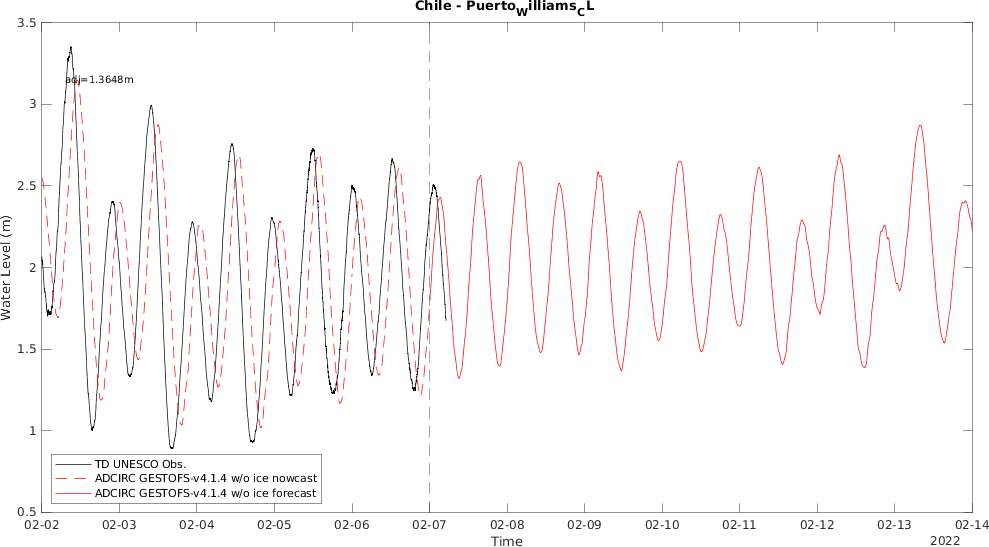 Chile - PuertoWilliamsCL
3.5
3
2.5
2
1.5
1
0.5
Water Level (m)
adj=1.3648m
TD UNESCO Obs.
ADCIRC GESTOFS-v4.1.4 w/o ice nowcast
ADCIRC GESTOFS-v4.1.4 w/o ice forecast
02-02 02-03 02-04 02-05 02-06 02-07 02-08 02-09 02-10 02-11 02-12 02-13 02-14
Time
2022